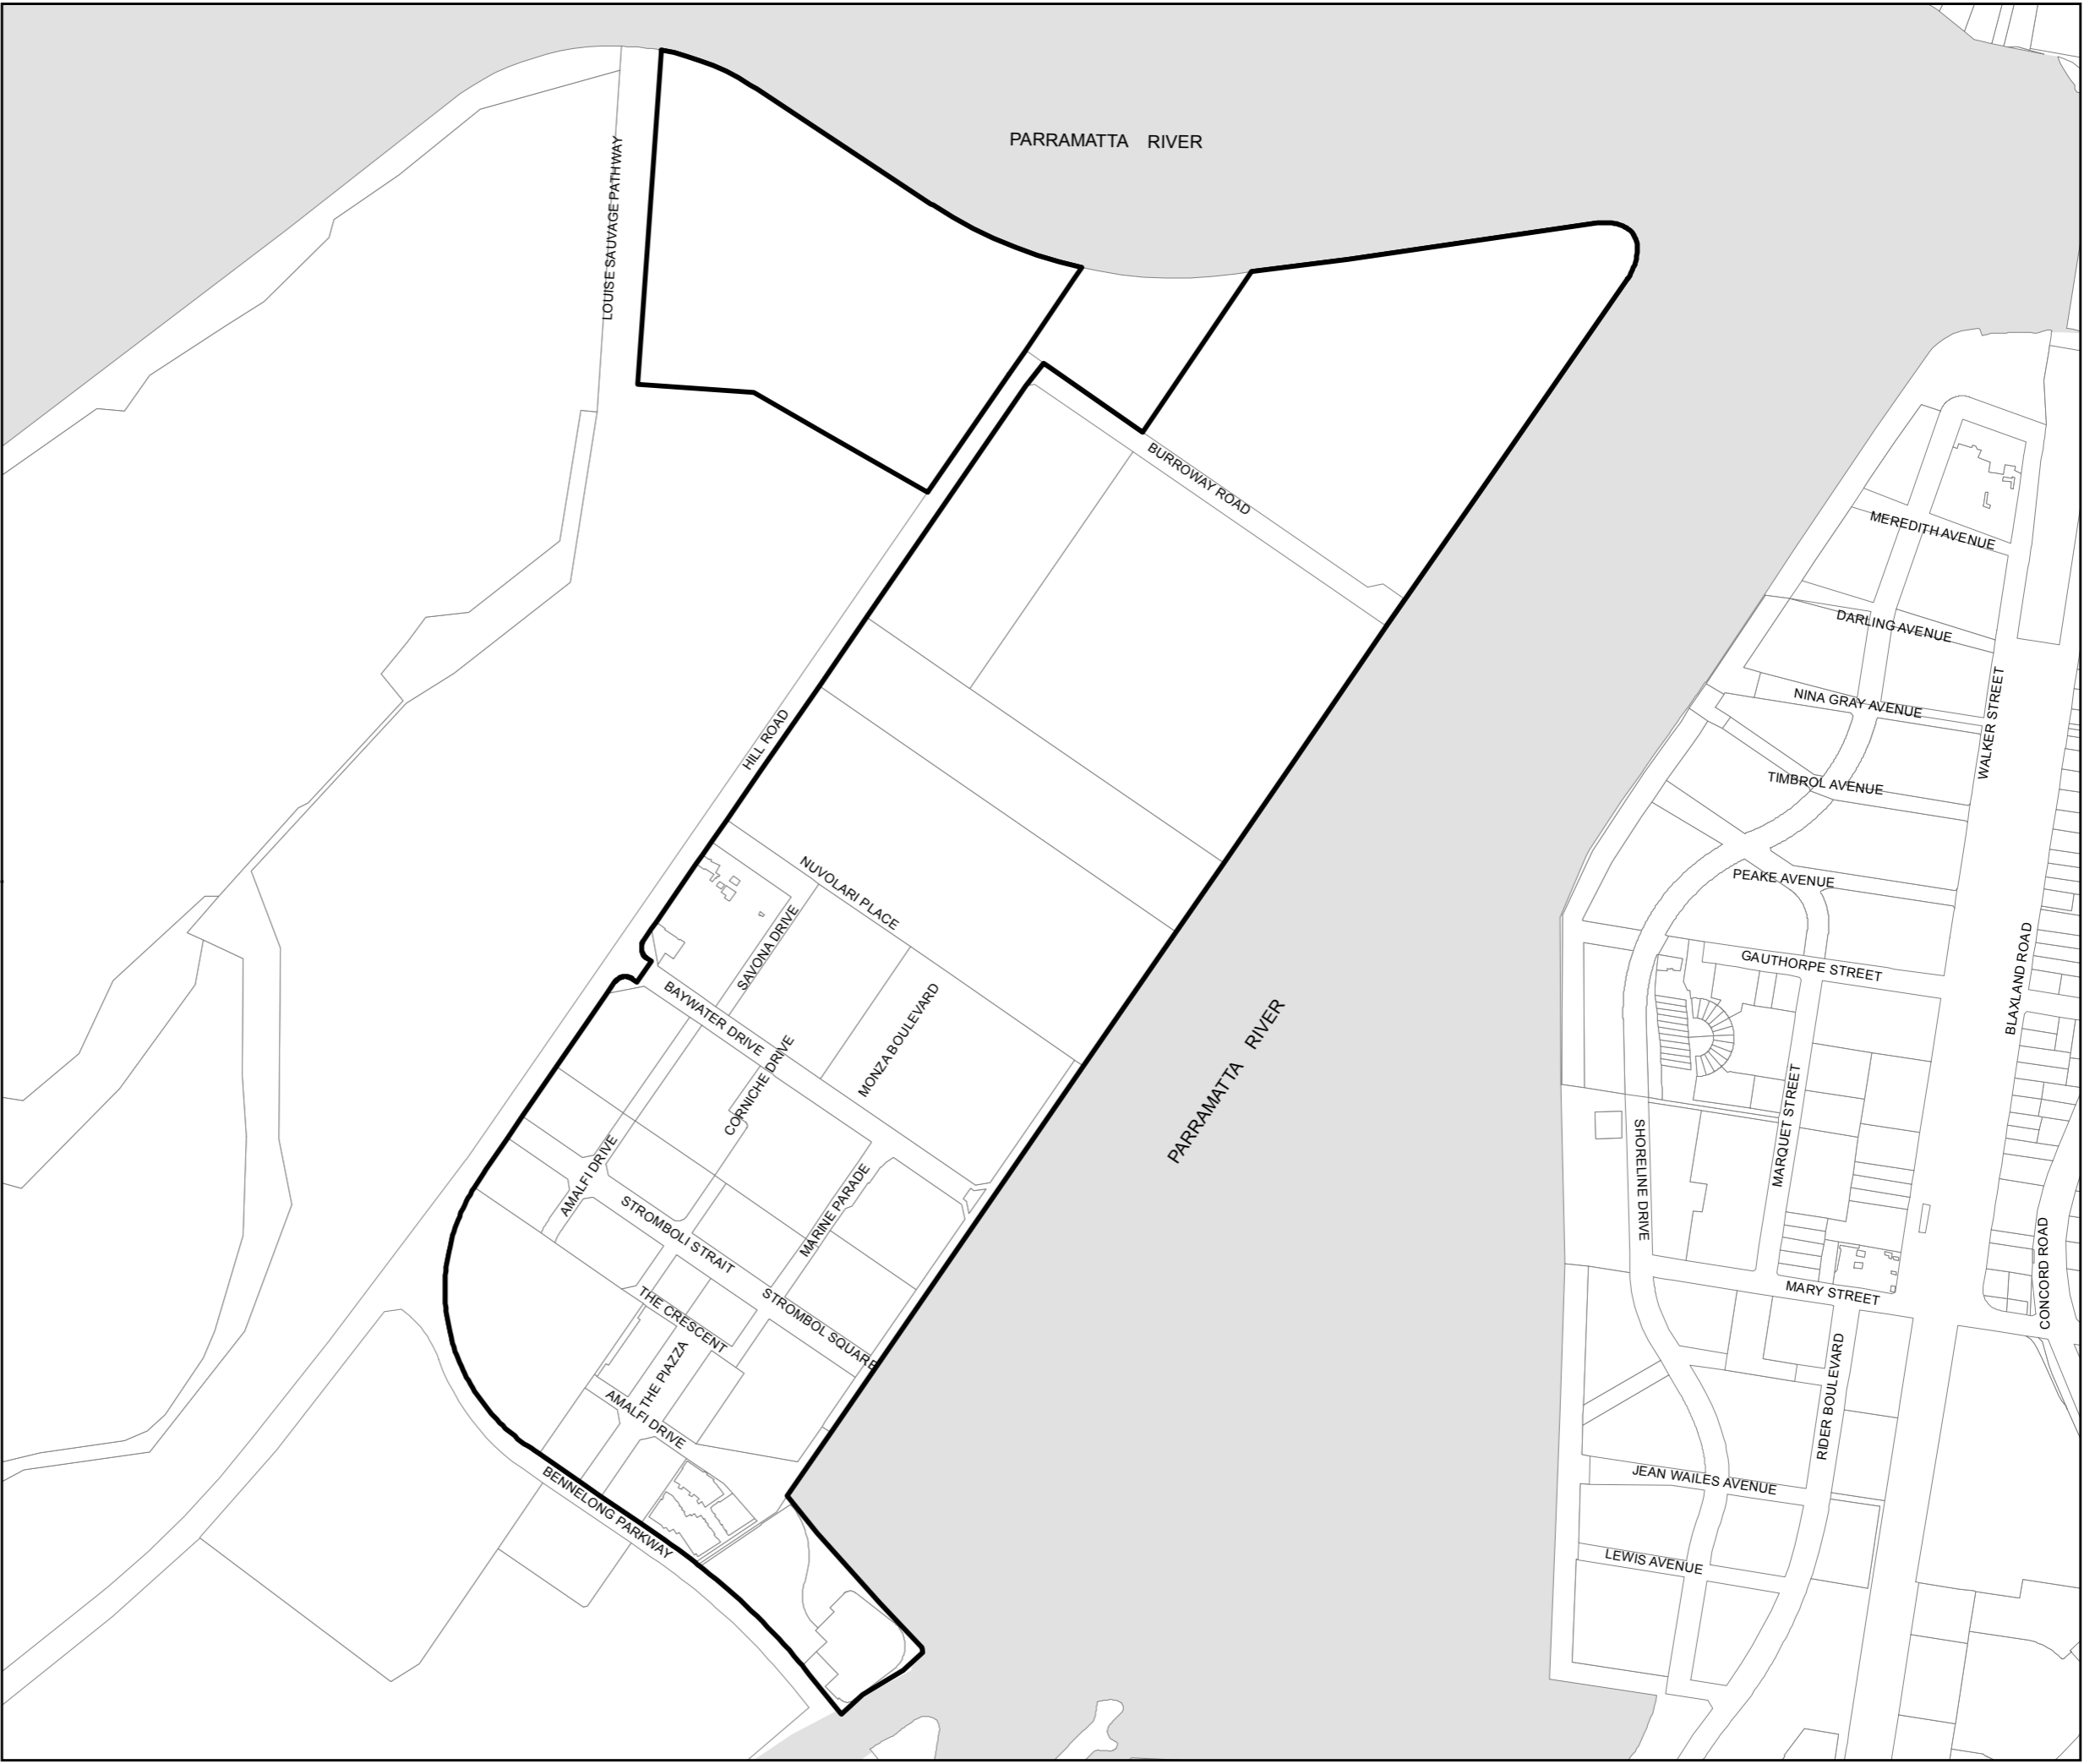 PARRAMATTA RIVER
LOUISE SAUVAGE PATHWAY
BURROWAY ROAD
MEREDITH AVENUE
DARLING AVENUE
NINA GRAY AVENUE
WALKER STREET
HILL ROAD
TIMBROL AVENUE
NUVOLARI PLACE
PEAKE AVENUE
SAVONA DRIVE
GAUTHORPE STREET
BLAXLAND ROAD
BAYWATER DRIVE
MONZA BOULEVARD
CORNICHE DRIVE
PARRAMATTA RIVER
MARQUET STREET
SHORELINE DRIVE
AMALFI DRIVE
MARINE PARADE
STROMBOLI STRAIT
CONCORD ROAD
THE CRESCENT
STROMBOL SQUARE
MARY STREET
THE PIAZZA
RIDER BOULEVARD
AMALFI DRIVE
BENNELONG PARKWAY
JEAN WAILES AVENUE
LEWIS AVENUE